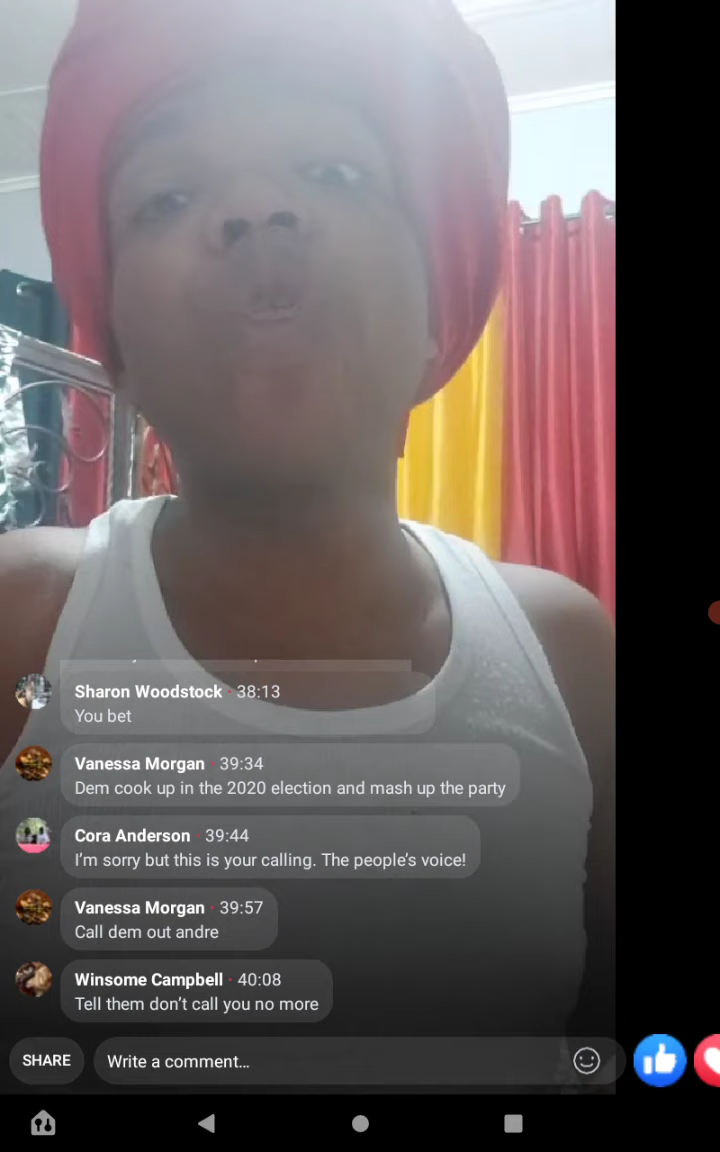 Sharon Woodstock · 38:13
You bet
Vanessa Morgan · 39:34
Dem cook up in the 2020 election and mash up the party
Cora Anderson · 39:44
I'm sorry but this is your calling. The people's voice!
Vanessa Morgan · 39:57
Call dem out andre
Winsome Campbell · 40:08
Tell them don't call you no more
SHARE
Write a comment...